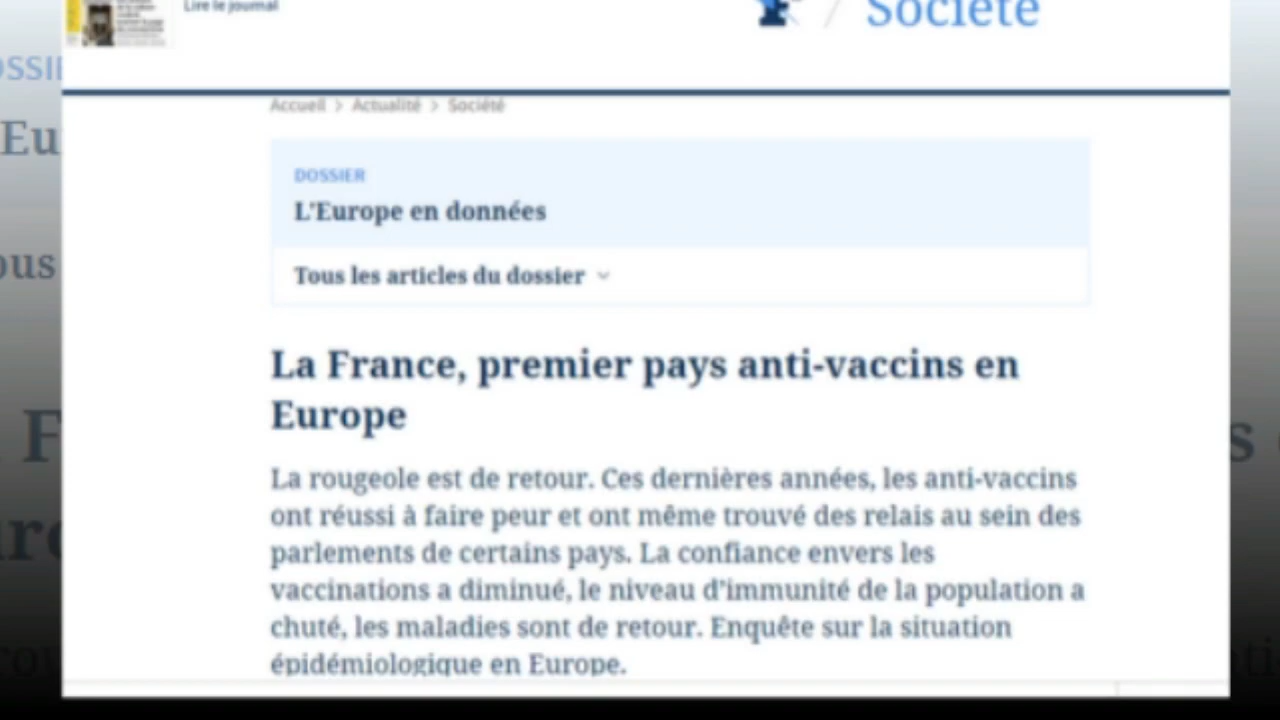 Lire le journal
/ Société
Accueil > Actualité > Société
DOSSIER
L'Europe en données
Tous les articles du dossier
La France, premier pays anti-vaccins en
Europe
La rougeole est de retour. Ces dernières années, les anti-vaccins
ont réussi à faire peur et ont même trouvé des relais au sein des
parlements de certains pays. La confiance envers les
vaccinations a diminué, le niveau d'immunité de la population a
chuté, les maladies sont de retour. Enquête sur la situation
épidémiologique en Europe.